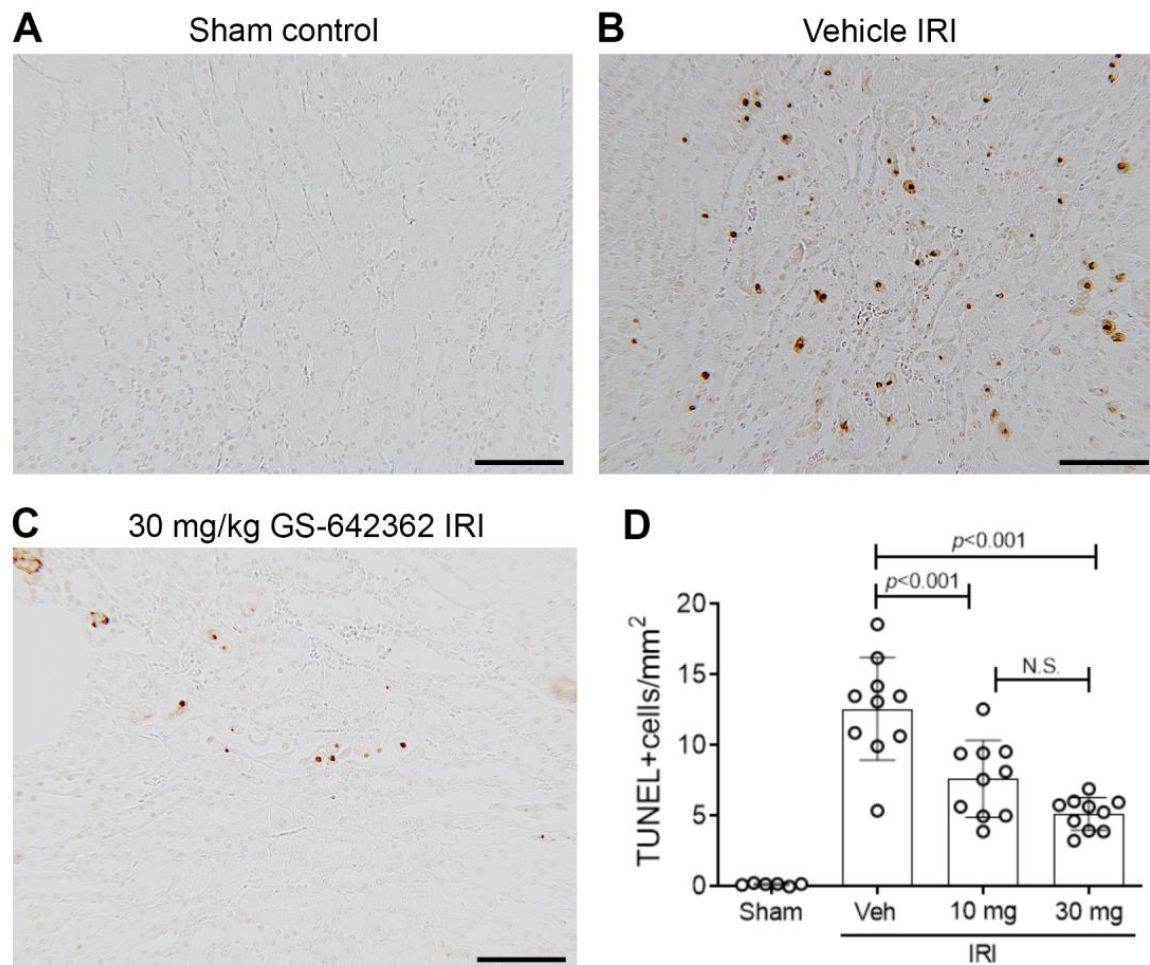 A Sham control
B Vehicle IRI
C 30 mg/kg GS-642362 IRI
D
p<0.001
p<0.001
N.S.
TUNEL+cells/mm²
20
15
10
5
0
Sham Veh 10 mg 30 mg
IRI